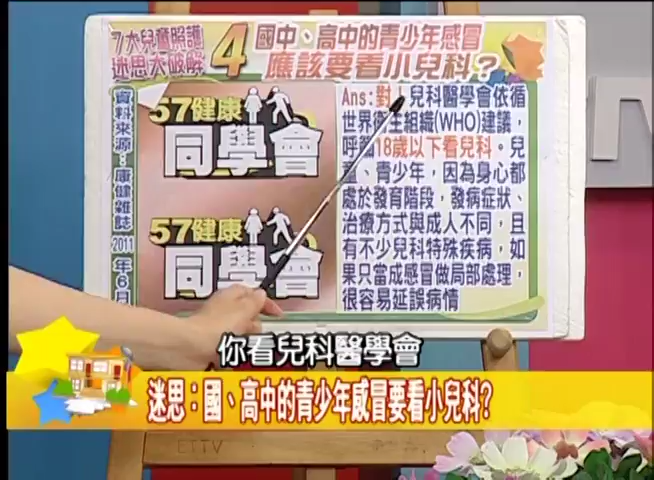 7大兒童照護
迷思大破解
4
國中、高中的青少年感冒
應該要看小兒科？
資料來源：康健雜誌 2011 年6月
57健康
同學會
57健康
同學會
Ans:對！兒科醫學會依循
世界衛生組織(WHO)建議，
呼籲18歲以下看兒科。兒
童、青少年，因為身心都
處於發育階段，發病症狀、
治療方式與成人不同，且
有不少兒科特殊疾病，如
果只當成感冒做局部處理，
很容易延誤病情
你看兒科醫學會
迷思：國、高中的青少年感冒要看小兒科？
ETTV